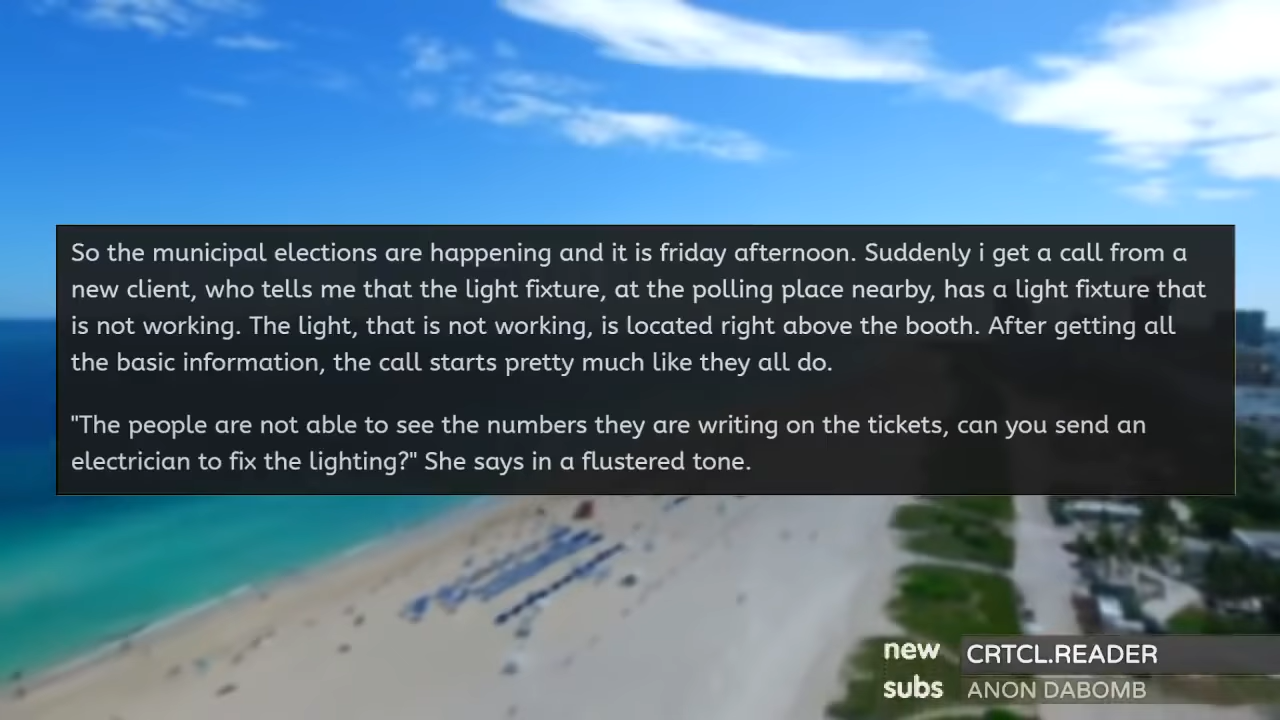 So the municipal elections are happening and it is friday afternoon. Suddenly i get a call from a
new client, who tells me that the light fixture, at the polling place nearby, has a light fixture that
is not working. The light, that is not working, is located right above the booth. After getting all
the basic information, the call starts pretty much like they all do.
"The people are not able to see the numbers they are writing on the tickets, can you send an
electrician to fix the lighting?" She says in a flustered tone.
new CRTCL.READER
subs ANON DABOMB